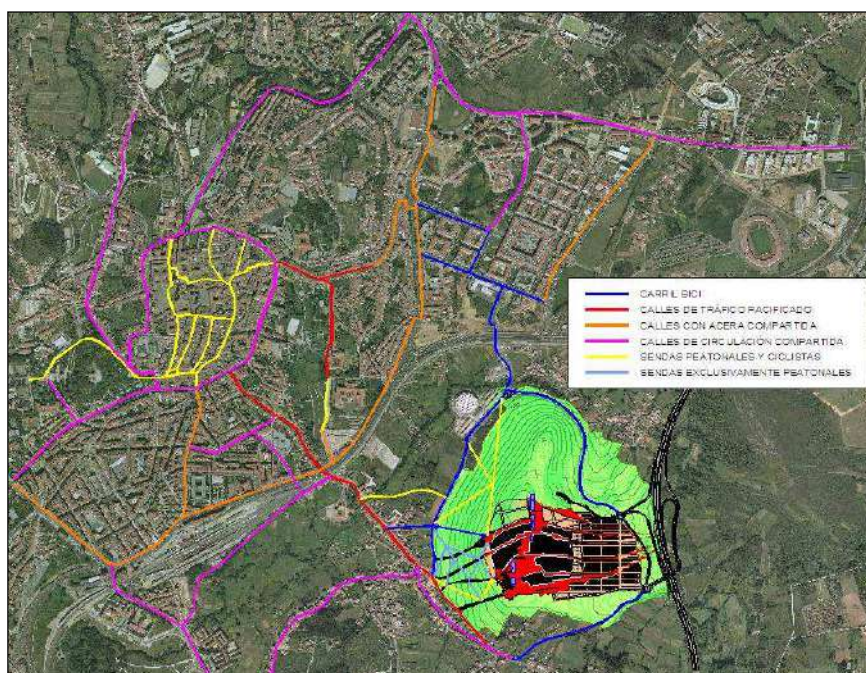 CARRIL BICI
CALLES DE TRÁFICO PACIFICADO
CALLES CON ACERA COMPARTIDA
CALLES DE CIRCULACIÓN COMPARTIDA
SENDAS PEATONALES Y CICLISTAS
SENDAS EXCLUSIVAMENTE PEATONALES